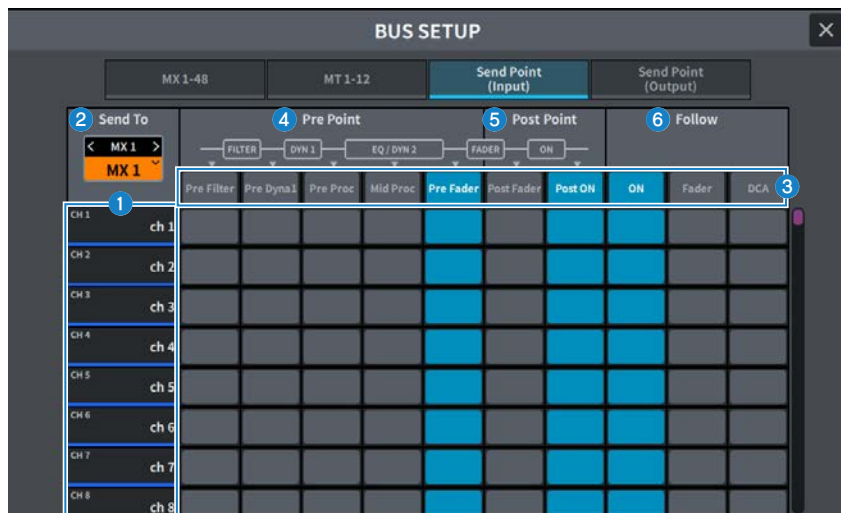 BUS SETUP
MX 1-48
MT 1-12
Send Point
(Input)
Send Point
(Output)
2 Send To
4 Pre Point
5 Post Point
6 Follow
FILTER DYN 1 EQ / DYN 2 FADER ON
< MX 1 >
MX 1
Pre Filter Pre Dyna1 Pre Proc Mid Proc Pre Fader Post Fader Post ON ON Fader DCA 3
1
CH 1
ch 1
CH 2
ch 2
CH 3
ch 3
CH 4
ch 4
CH 5
ch 5
CH 6
ch 6
CH 7
ch 7
CH 8
ch 8